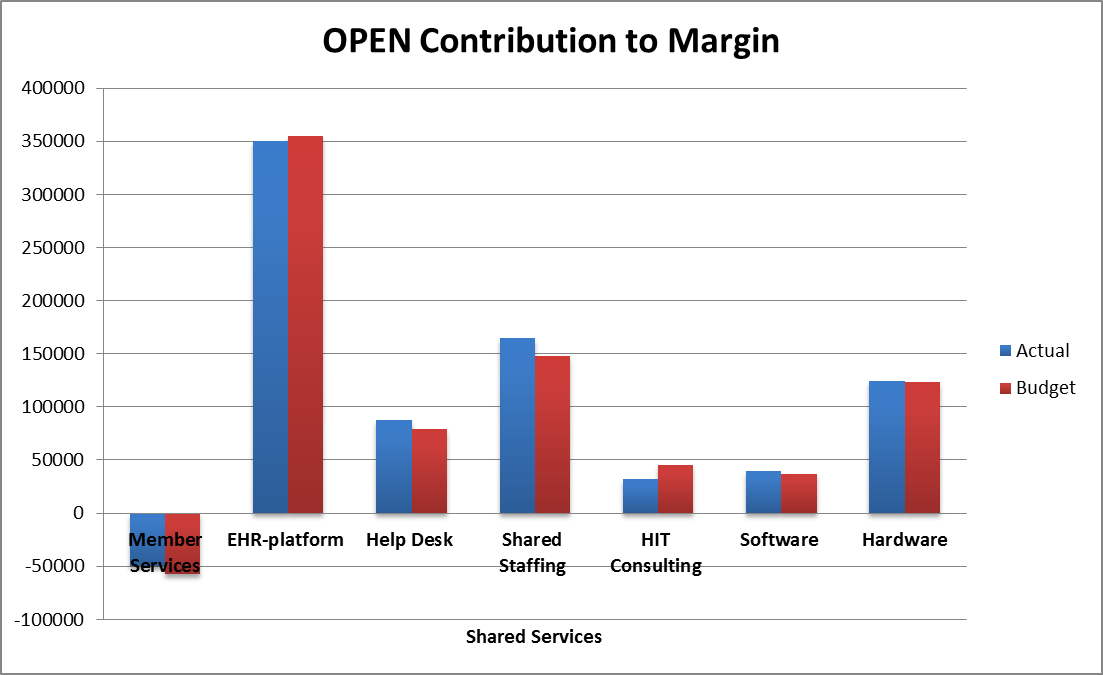 OPEN Contribution to Margin
400000
350000
300000
250000
200000
150000
100000
50000
0
-50000
-100000
Member
Services
EHR-platform
Help Desk
Shared
Staffing
HIT
Consulting
Software
Hardware
Shared Services
Actual
Budget